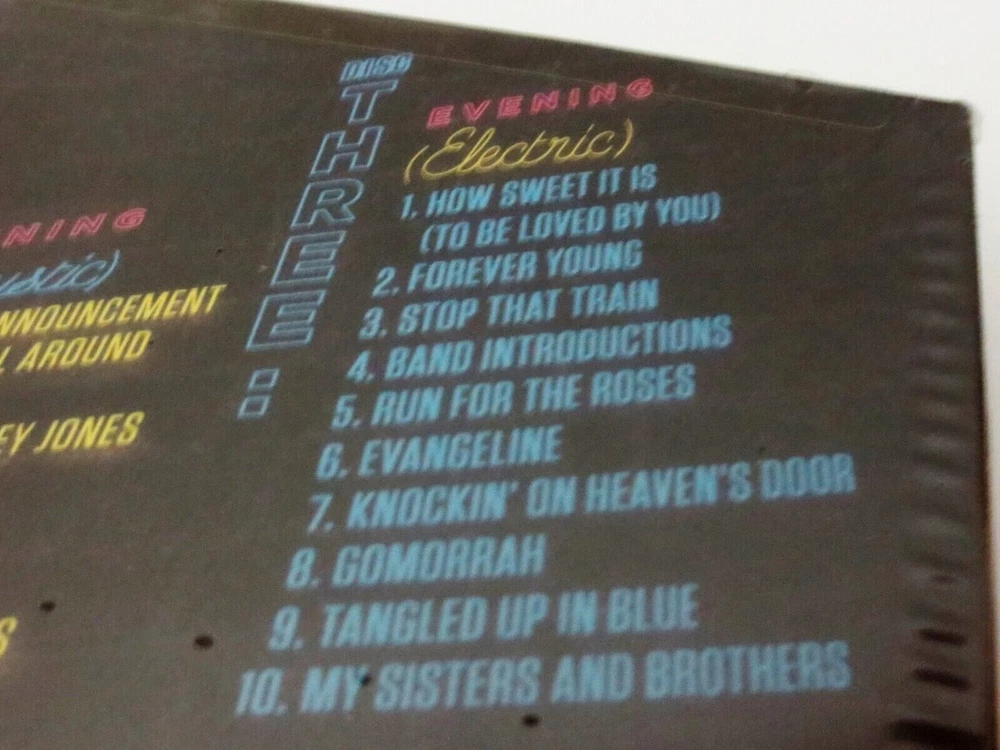 NING
ustic)
NNOUNCEMENT
L AROUND
EY JONES
S
DISC
THREE:
EVENING
(Electric)
1. HOW SWEET IT IS
(TO BE LOVED BY YOU)
2. FOREVER YOUNG
3. STOP THAT TRAIN
4. BAND INTRODUCTIONS
5. RUN FOR THE ROSES
6. EVANGELINE
7. KNOCKIN' ON HEAVEN'S DOOR
8. GOMORRAH
9. TANGLED UP IN BLUE
10. MY SISTERS AND BROTHERS